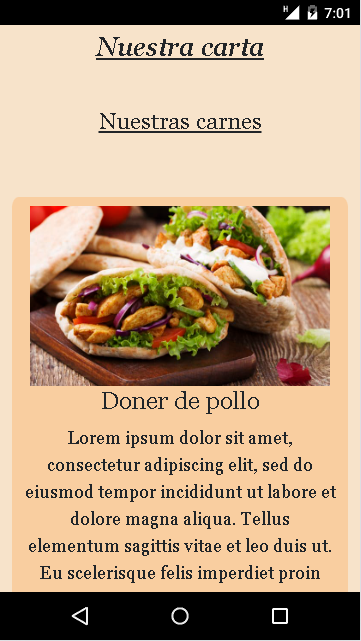 H 7:01
Nuestra carta
Nuestras carnes
Doner de pollo
Lorem ipsum dolor sit amet,
consectetur adipiscing elit, sed do
eiusmod tempor incididunt ut labore et
dolore magna aliqua. Tellus
elementum sagittis vitae et leo duis ut.
Eu scelerisque felis imperdiet proin